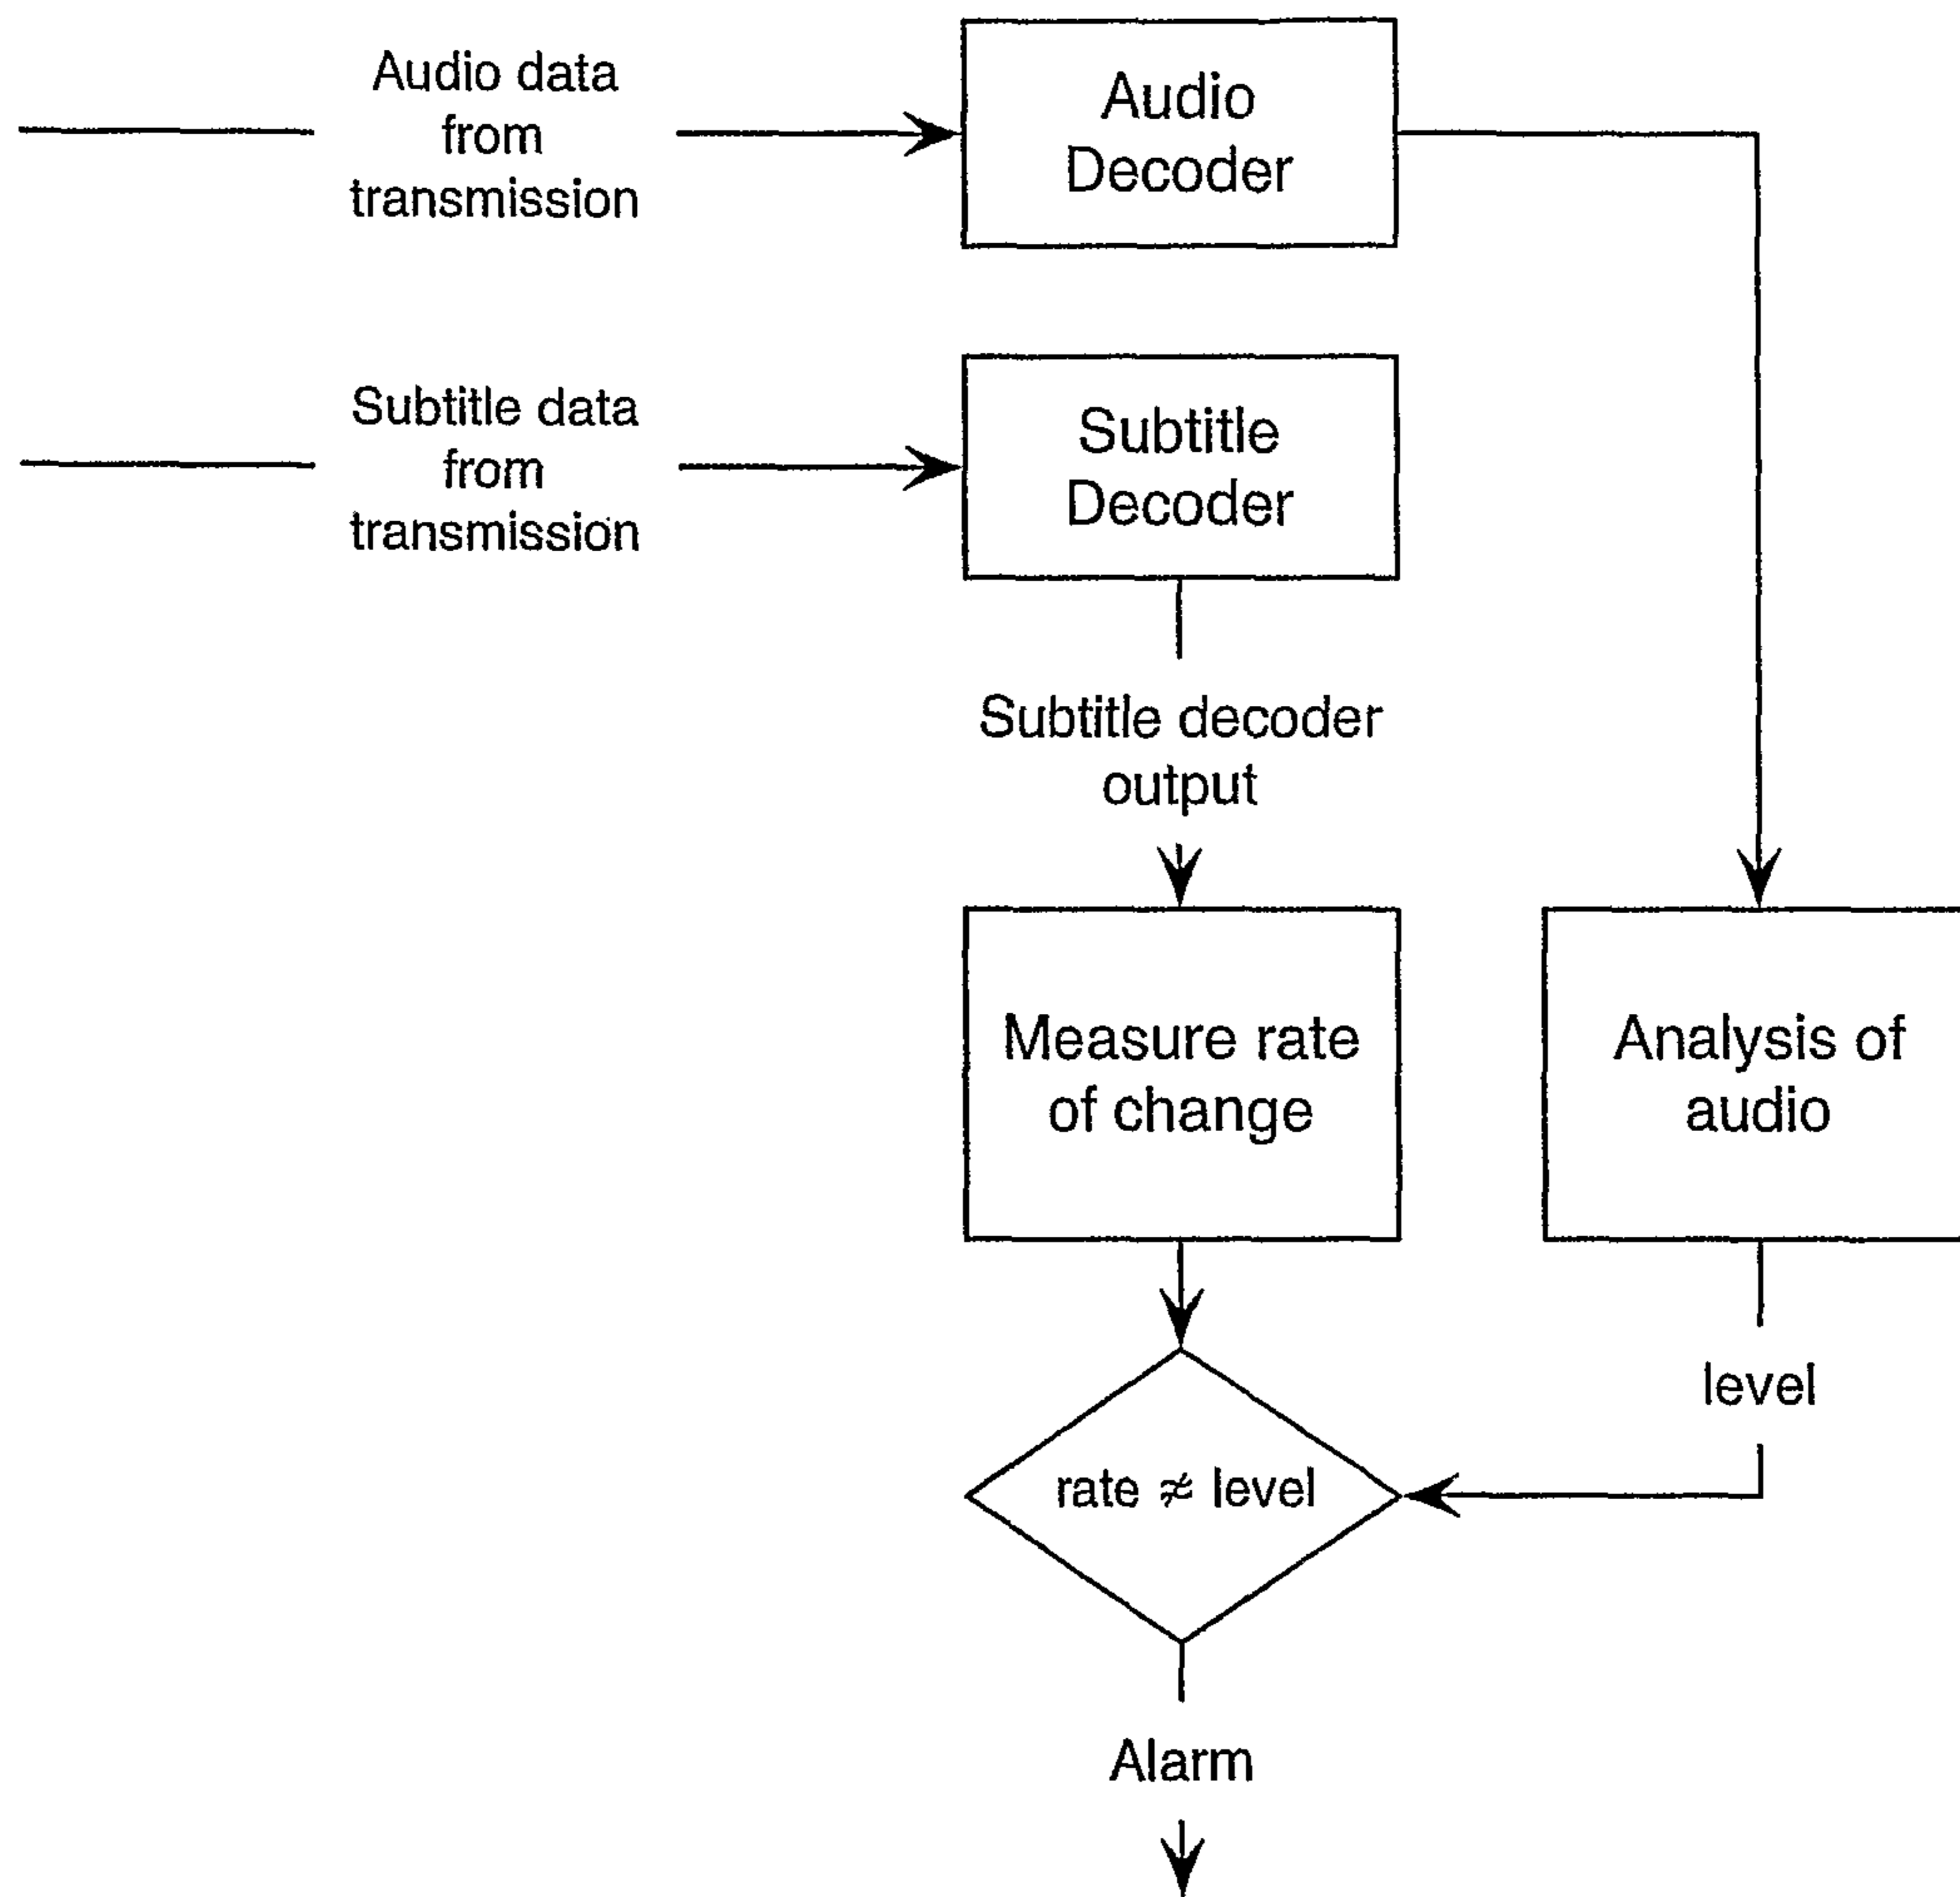 Audio data
from
transmission
Audio
Decoder
Subtitle data
from
transmission
Subtitle
Decoder
Subtitle decoder
output
Measure rate
of change
Analysis of
audio
level
rate ≉ level
Alarm